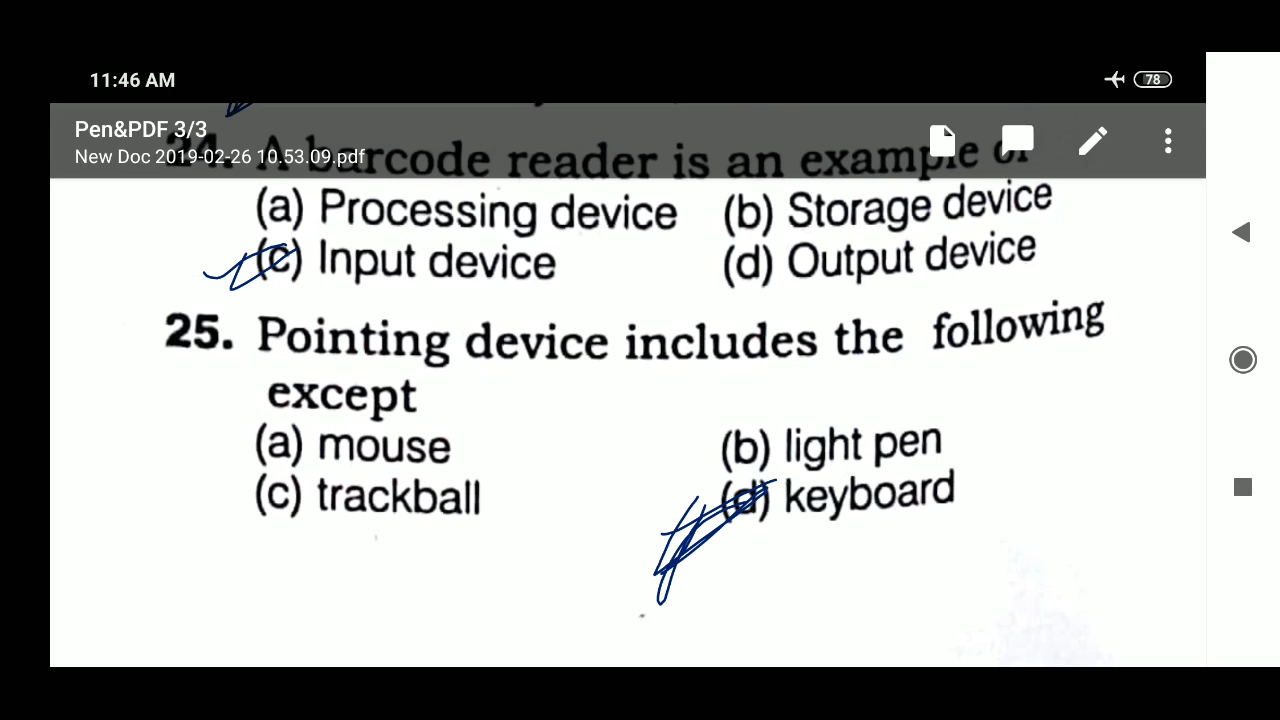 11:46 AM
78
Pen&PDF 3/3
New Doc 2019-02-26 10.53.09.pdf
24. A barcode reader is an example of
(a) Processing device (b) Storage device
(c) Input device (d) Output device
25. Pointing device includes the following
except
(a) mouse (b) light pen
(c) trackball (d) keyboard